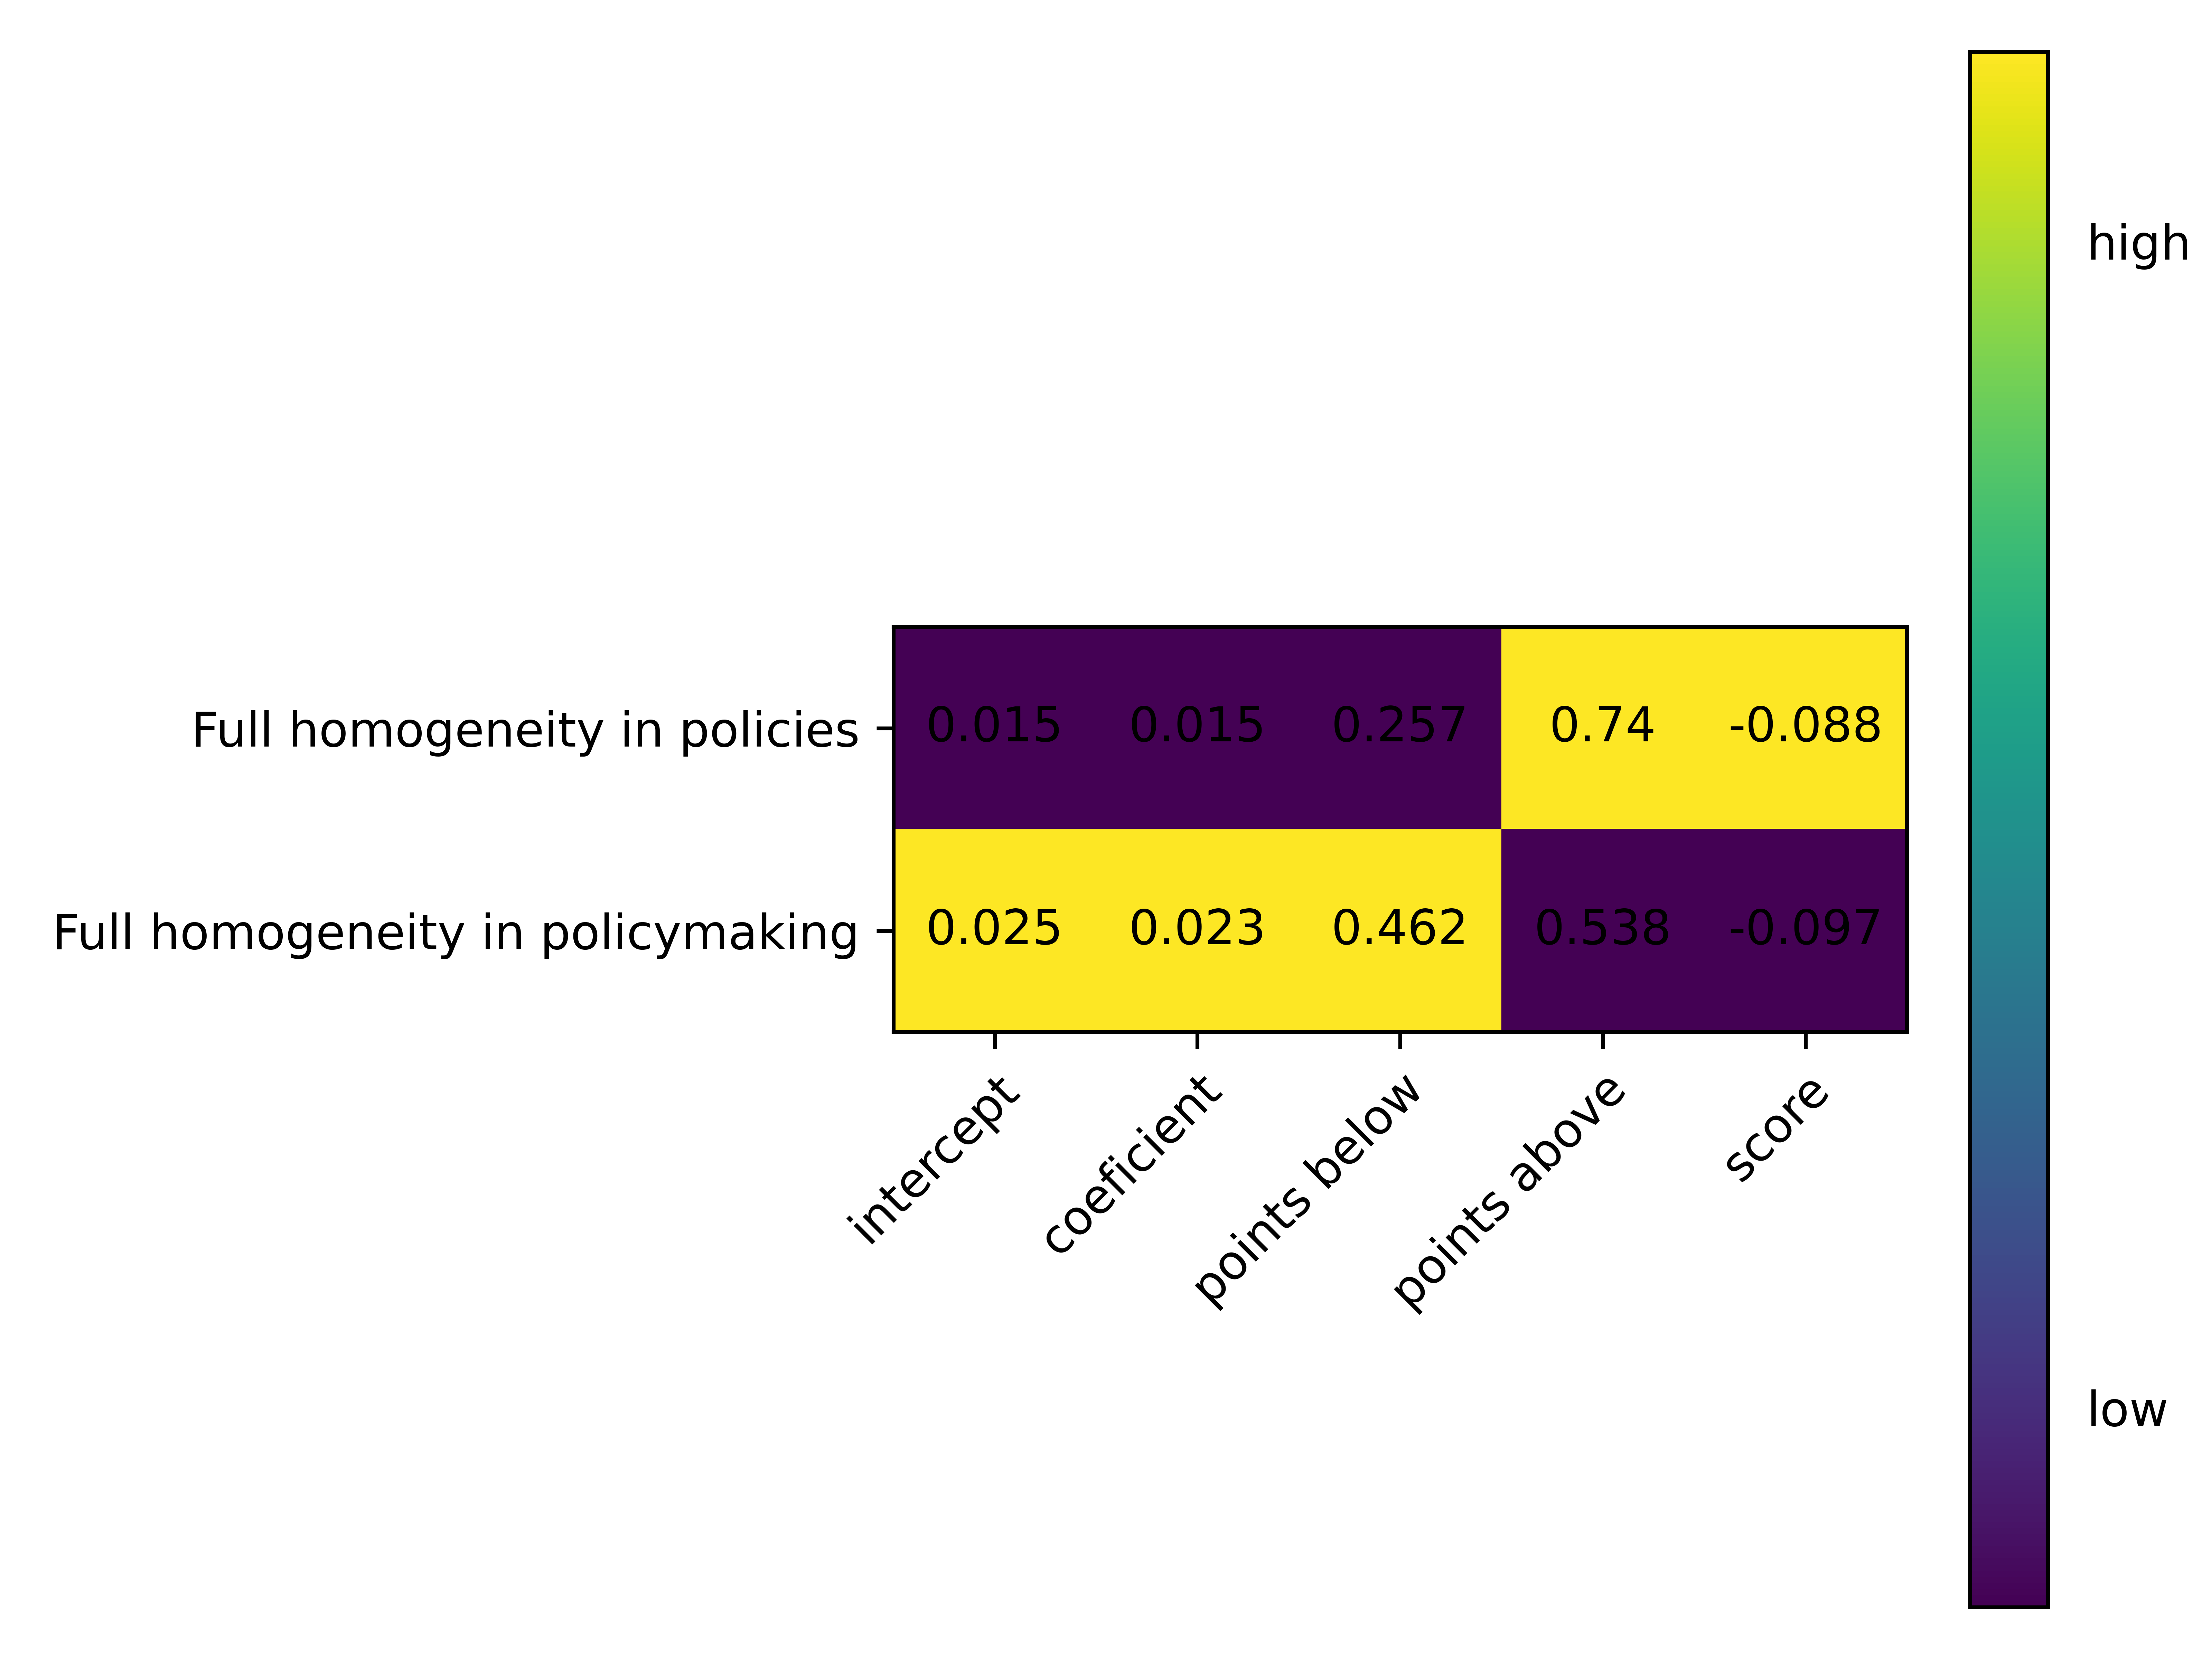 high
Full homogeneity in policies 0.015 0.015 0.257 0.74 -0.088
Full homogeneity in policymaking 0.025 0.023 0.462 0.538 -0.097
intercept
coeficient
points below
points above
score
low